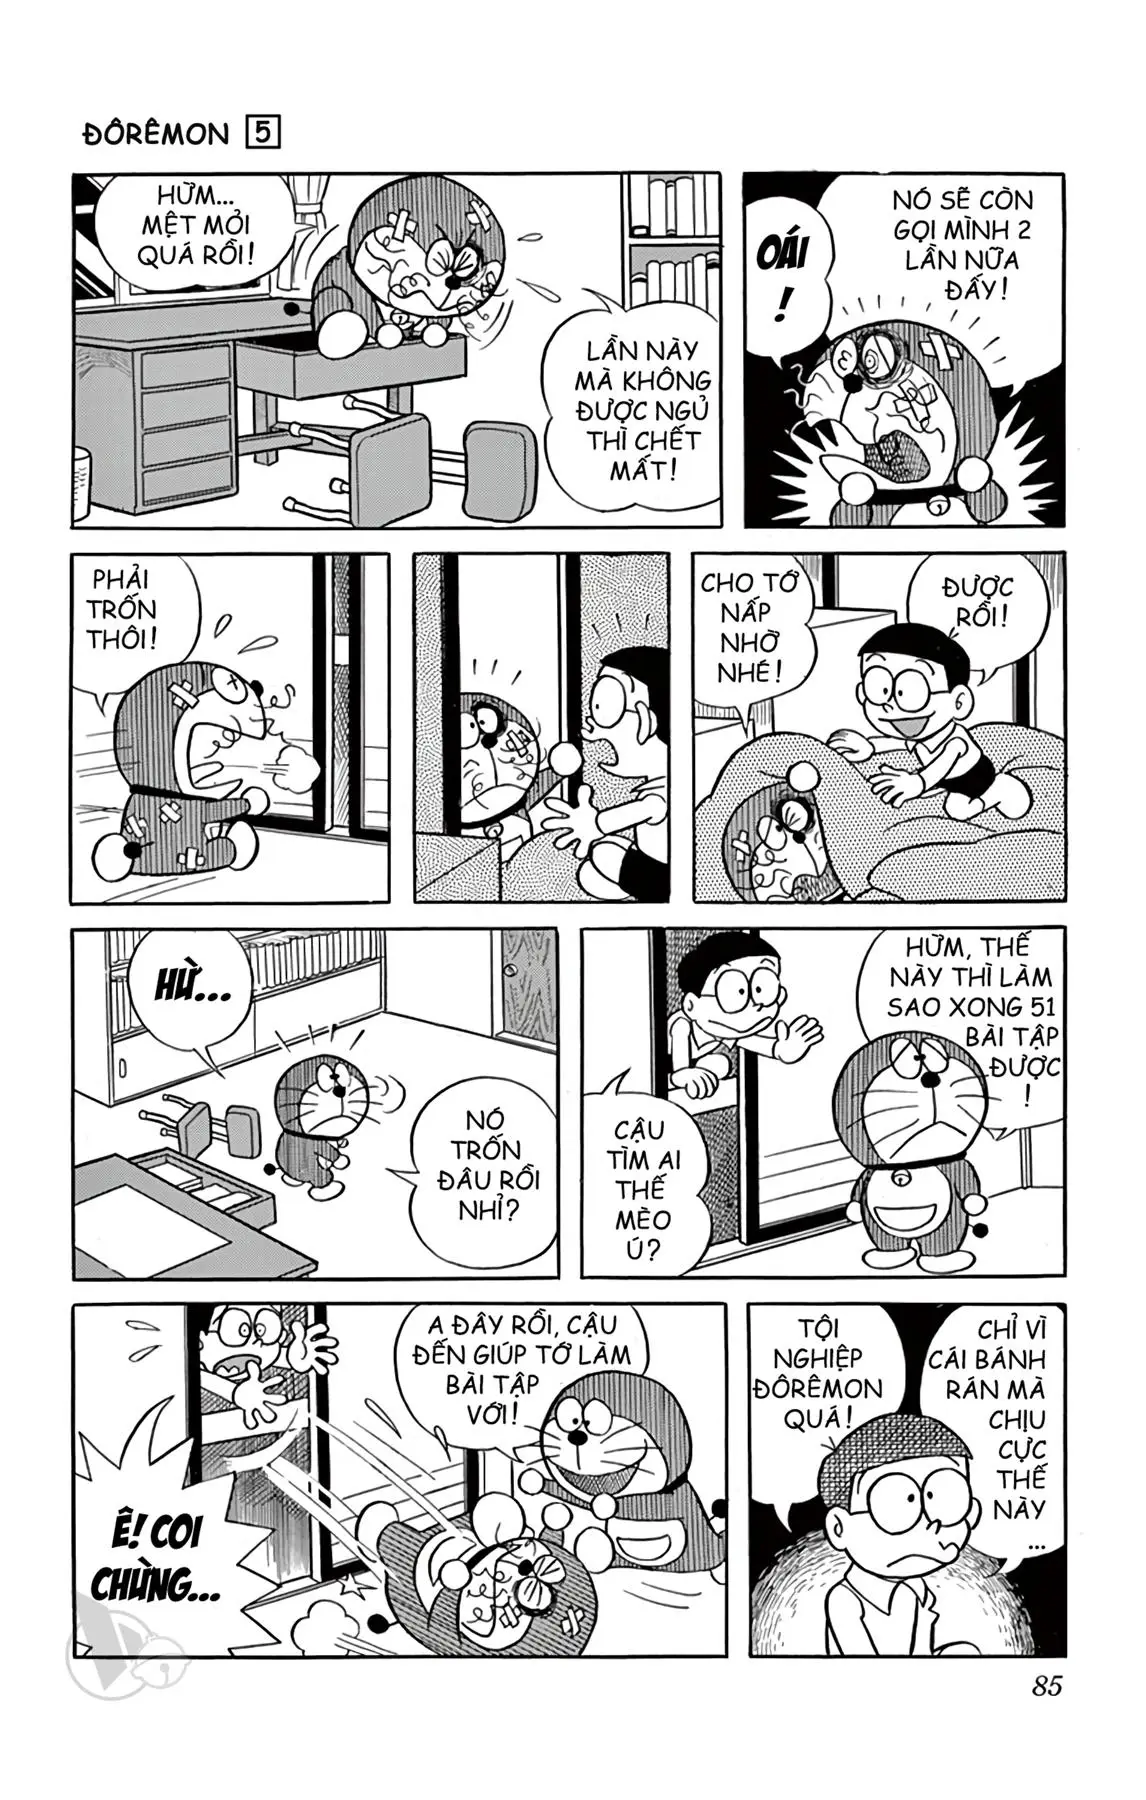 ĐÔRÊMON 5
HỪM...
MỆT MỎI
QUÁ RỒI!
LẦN NÀY
MÀ KHÔNG
ĐƯỢC NGỦ
THÌ CHẾT
MẤT!
OÁI
!
NÓ SẼ CÒN
GỌI MÌNH 2
LẦN NỮA
ĐẤY!
PHẢI
TRỐN
THÔI!
CHO TỚ
NẤP
NHỜ
NHÉ!
ĐƯỢC
RỒI!
HỪ...
NÓ
TRỐN
ĐÂU RỒI
NHỈ?
CẬU
TÌM AI
THẾ
MÈO
Ú?
HỪM, THẾ
NÀY THÌ LÀM
SAO XONG 51
BÀI TẬP
ĐƯỢC
!
Ê! COI
CHỪNG...
A ĐÂY RỒI, CẬU
ĐẾN GIÚP TỚ LÀM
BÀI TẬP
VỚI!
TỘI
NGHIỆP
ĐÔRÊMON
QUÁ!
CHỈ VÌ
CÁI BÁNH
RÁN MÀ
CHỊU
CỰC
THẾ
NÀY
...
85